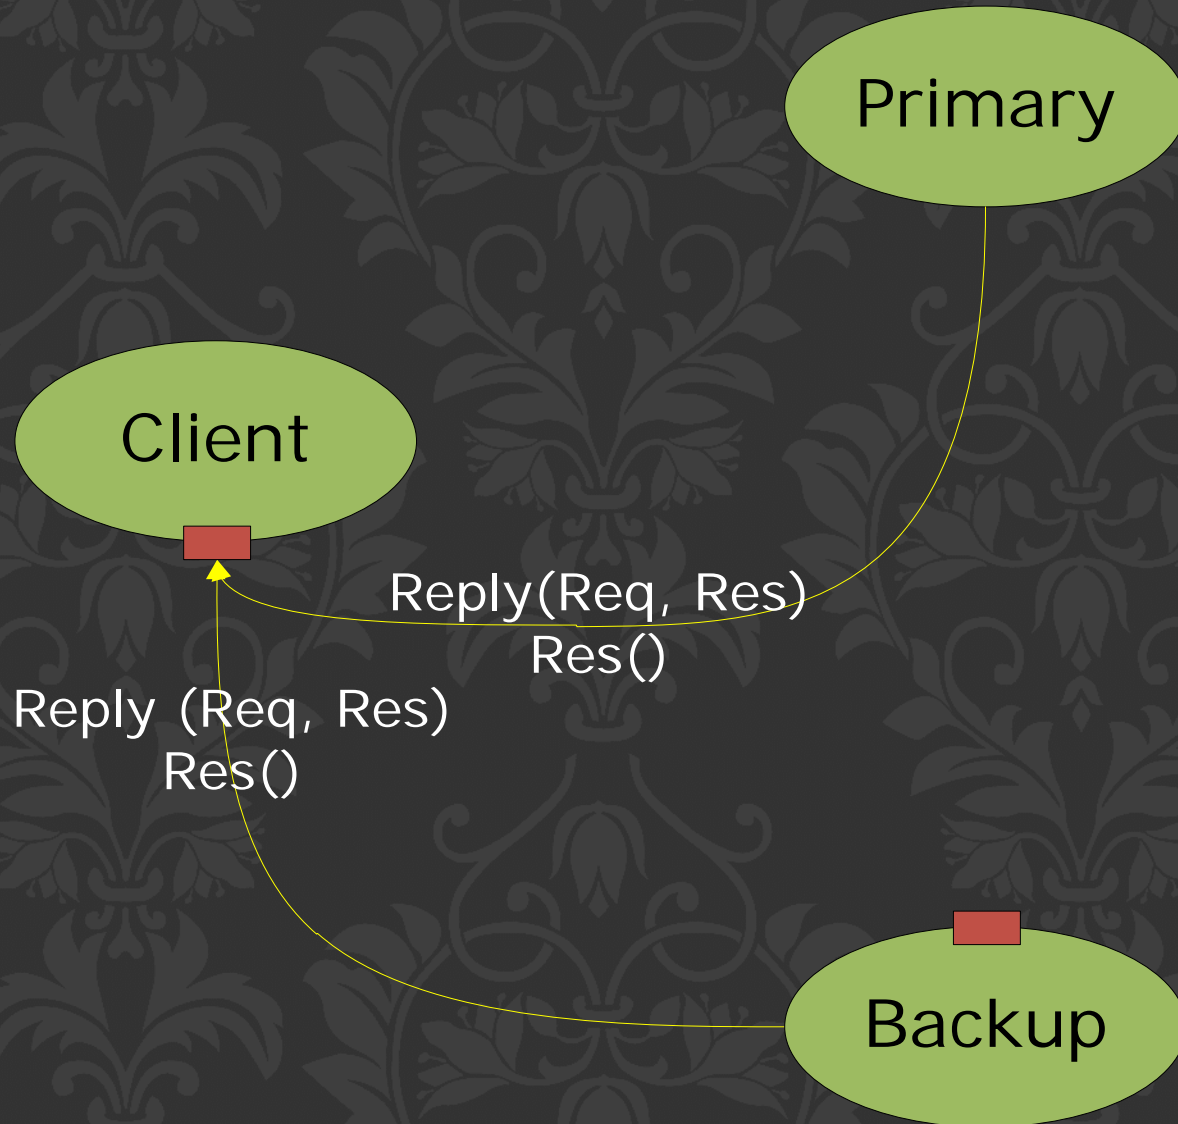 Primary
Client
Reply(Req, Res)
Res()
Reply (Req, Res)
Res()
Backup